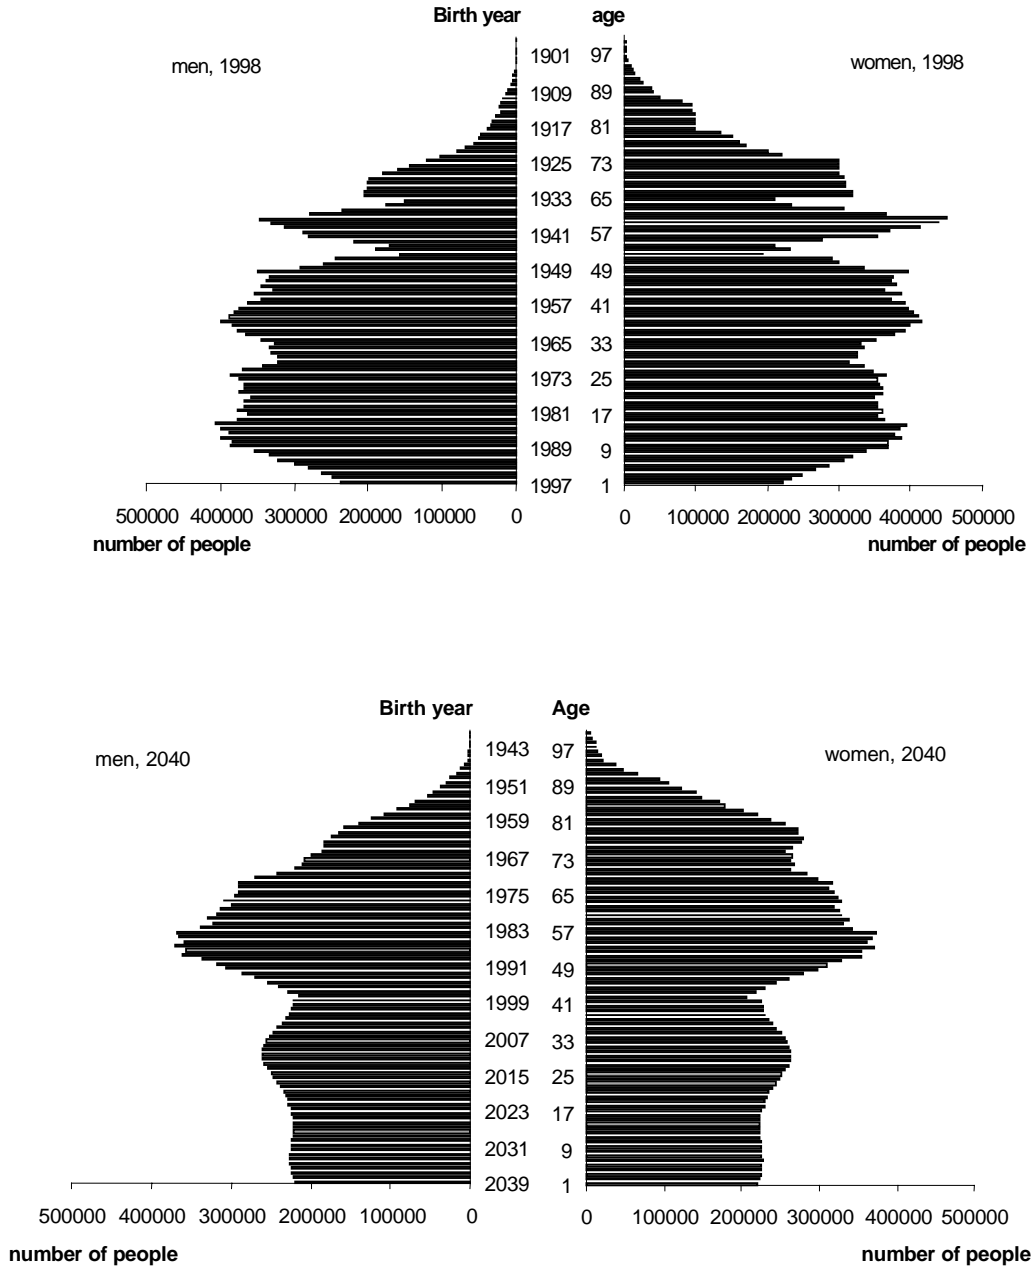 Birth year age
men, 1998
women, 1998
1901 97
1909 89
1917 81
1925 73
1933 65
1941 57
1949 49
1957 41
1965 33
1973 25
1981 17
1989 9
1997 1
500000 400000 300000 200000 100000 0
0 100000 200000 300000 400000 500000
number of people
number of people
Birth year Age
men, 2040
women, 2040
1943 97
1951 89
1959 81
1967 73
1975 65
1983 57
1991 49
1999 41
2007 33
2015 25
2023 17
2031 9
2039 1
500000 400000 300000 200000 100000 0
0 100000 200000 300000 400000 500000
number of people
number of people